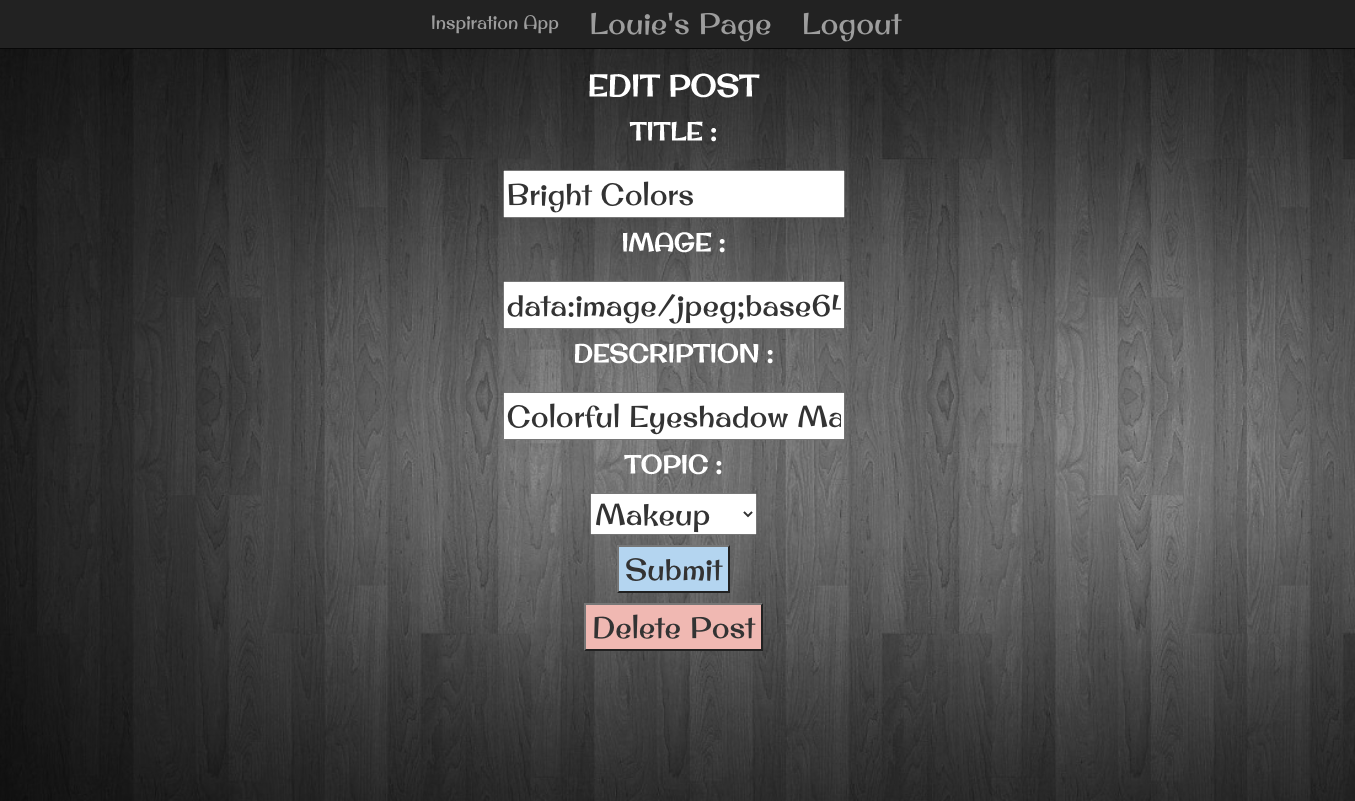 Inspiration App Louie's Page Logout
EDIT POST
TITLE :
Bright Colors
IMAGE :
data:image/jpeg;base64
DESCRIPTION :
Colorful Eyeshadow Ma
TOPIC :
Makeup
Submit
Delete Post